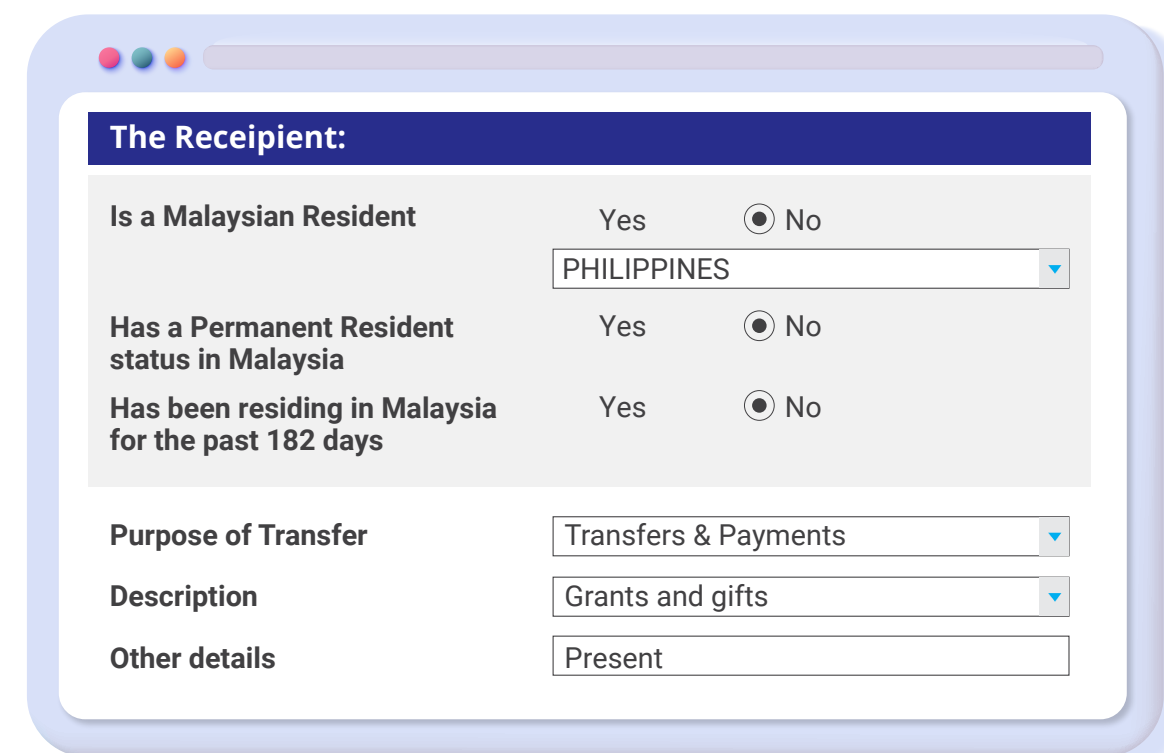 The Receipient:
Is a Malaysian Resident
Yes No
PHILIPPINES
Has a Permanent Resident
status in Malaysia
Yes No
Has been residing in Malaysia
for the past 182 days
Yes No
Purpose of Transfer
Transfers & Payments
Description
Grants and gifts
Other details
Present